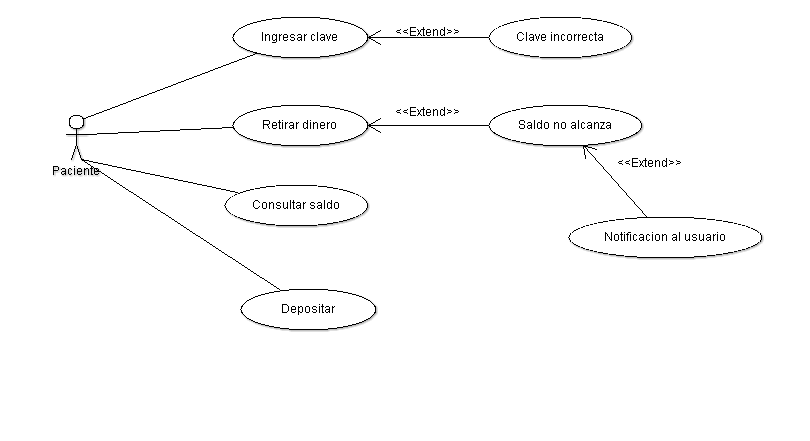 Ingresar clave
<<Extend>>
Clave incorrecta
Retirar dinero
<<Extend>>
Saldo no alcanza
<<Extend>>
Paciente
Consultar saldo
Notificacion al usuario
Depositar